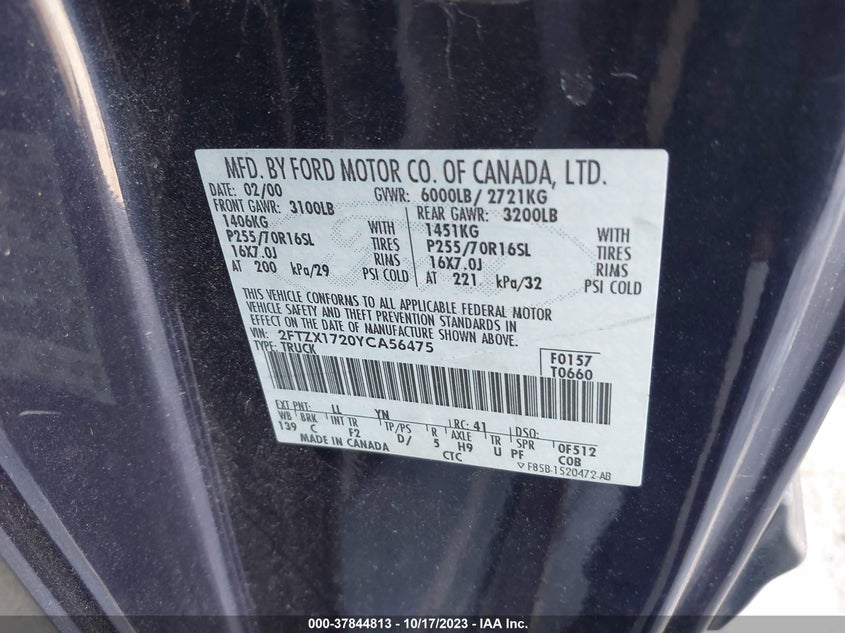 MFD. BY FORD MOTOR CO. OF CANADA, LTD.
DATE: 02/00 GVWR: 6000LB/ 2721KG
FRONT GAWR: 3100LB REAR GAWR: 3200LB
1406KG WITH 1451KG WITH
P255/70R16SL TIRES P255/70R16SL TIRES
16X7.0J RIMS 16X7.0J RIMS
AT 200 kPa/29 PSI COLD AT 221 kPa/32 PSI COLD
THIS VEHICLE CONFORMS TO ALL APPLICABLE FEDERAL MOTOR
VEHICLE SAFETY AND THEFT PREVENTION STANDARDS IN
EFFECT ON THE DATE OF MANUFACTURE SHOWN ABOVE.
VIN: 2FTZX1720YCA56475
TYPE: TRUCK
F0157
T0660
EXT PNT: LL YN RC: 41 DSO:
WB BRK INT TR TP/PS R AXLE TR SPR 0F512
139 C F2 D/ 5 H9 U PF COB
MADE IN CANADA CTC F85B-1520472-AB
000-37844813 - 10/17/2023 - IAA Inc.